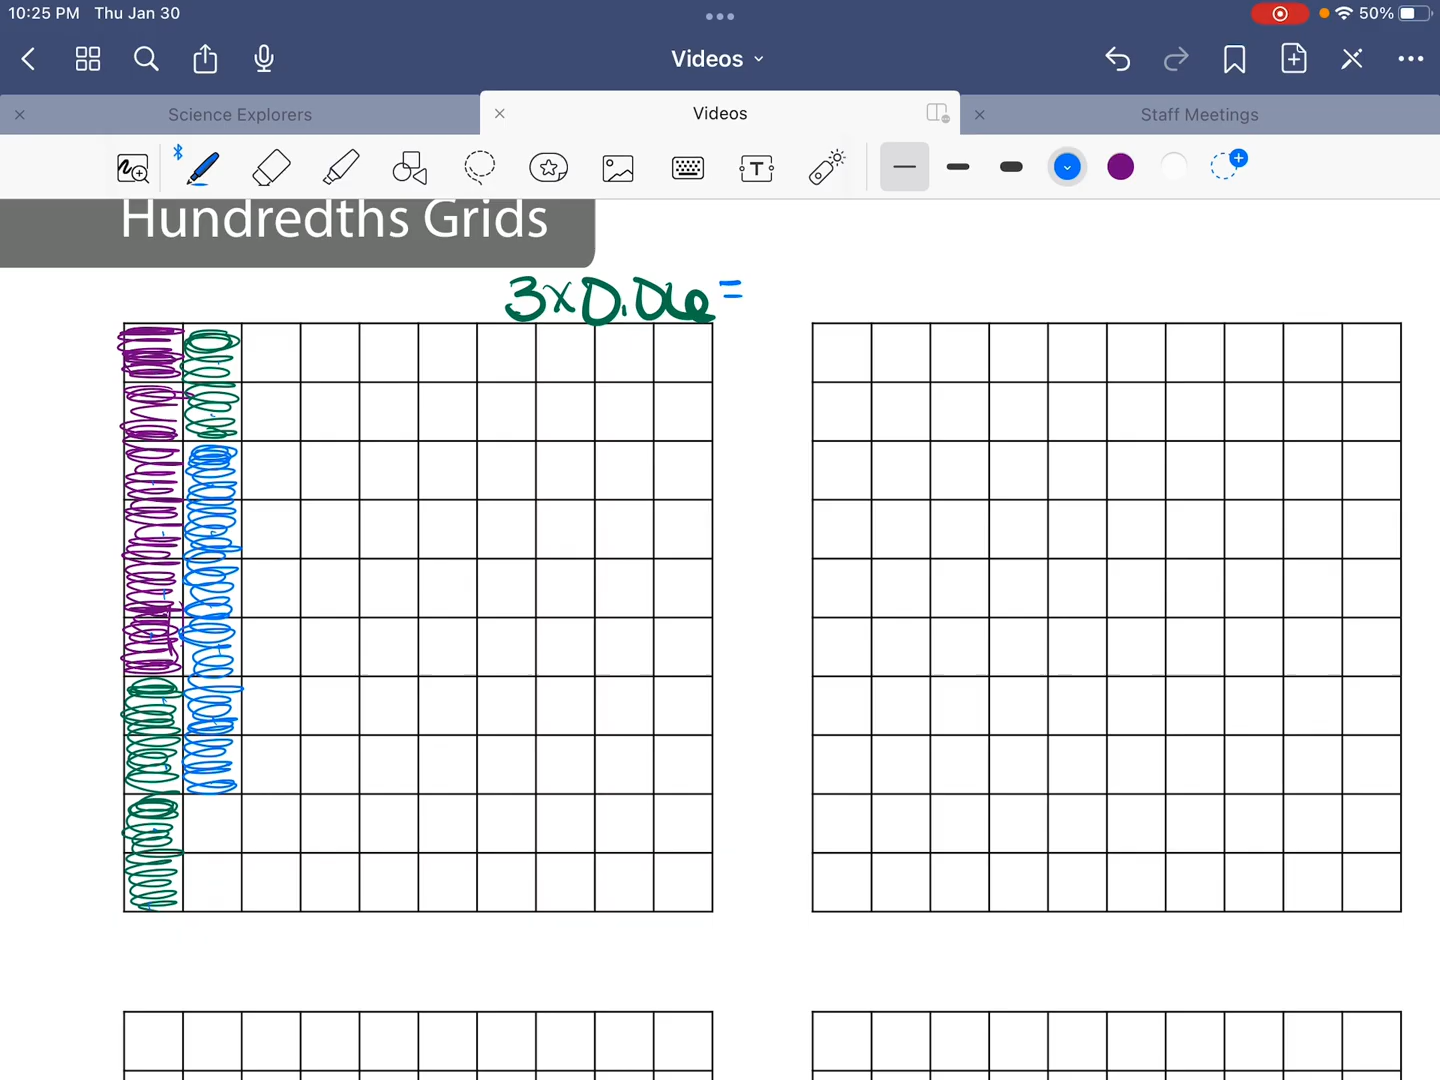 10:25 PM Thu Jan 30
50%
Videos
Science Explorers
Videos
Staff Meetings
T
Hundredths Grids
3x0.06=